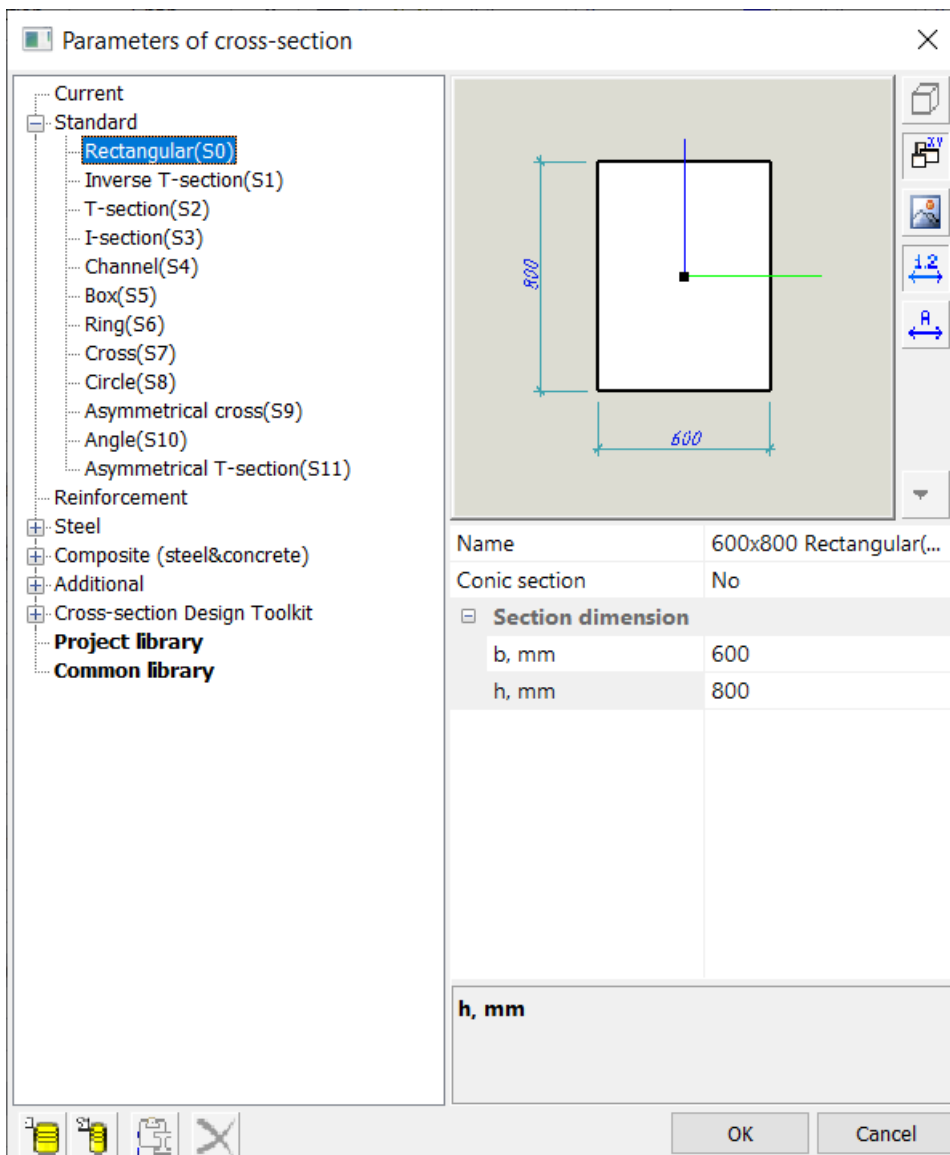 Parameters of cross-section
Current
Standard
Rectangular(S0)
Inverse T-section(S1)
T-section(S2)
I-section(S3)
Channel(S4)
Box(S5)
Ring(S6)
Cross(S7)
Circle(S8)
Asymmetrical cross(S9)
Angle(S10)
Asymmetrical T-section(S11)
Reinforcement
Steel
Composite (steel&concrete)
Additional
Cross-section Design Toolkit
Project library
Common library
800
600
XY
1.2
A
Name 600x800 Rectangular(...
Conic section No
Section dimension
b, mm 600
h, mm 800
h, mm
OK Cancel